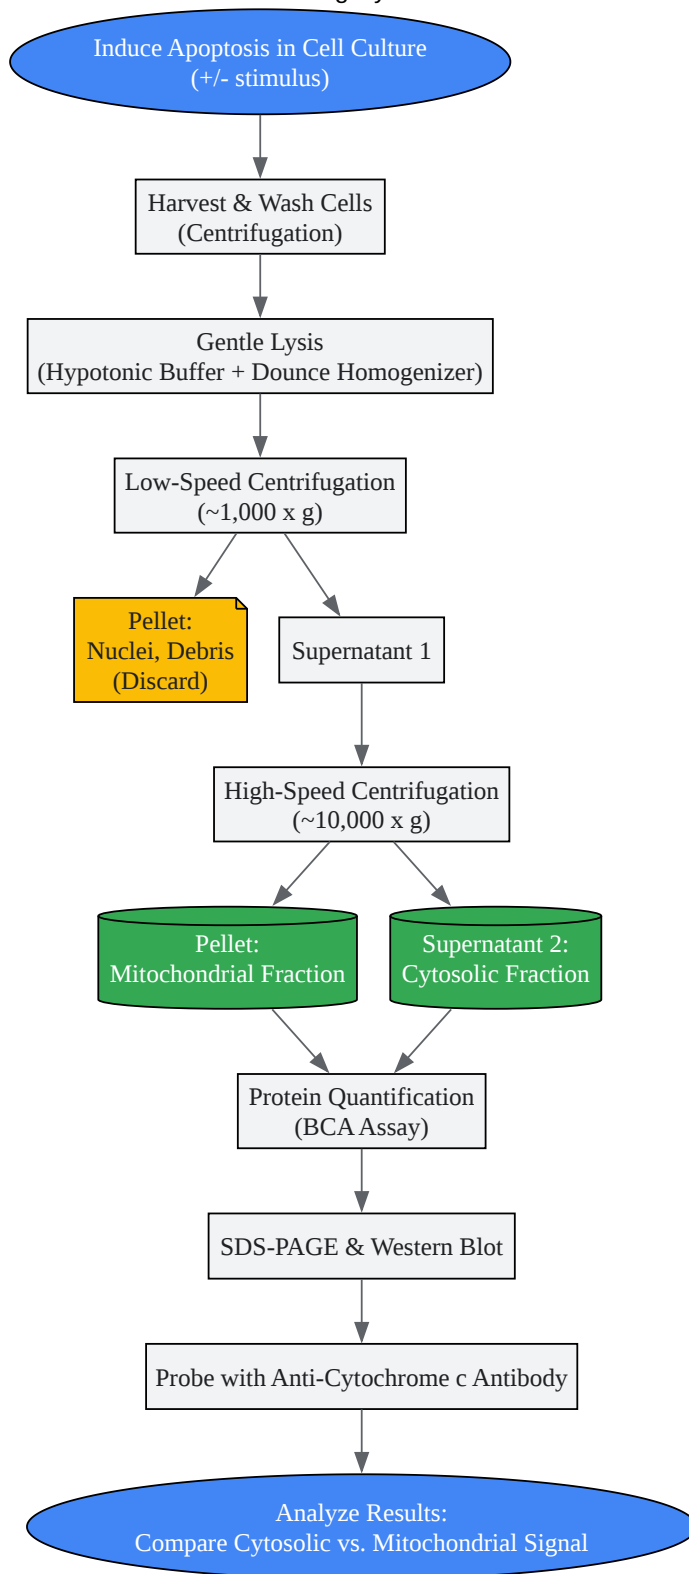 Induce Apoptosis in Cell Culture
(+/- stimulus)
Harvest & Wash Cells
(Centrifugation)
Gentle Lysis
(Hypotonic Buffer + Dounce Homogenizer)
Low-Speed Centrifugation
(~1,000 x g)
Pellet:
Nuclei, Debris
(Discard)
Supernatant 1
High-Speed Centrifugation
(~10,000 x g)
Pellet:
Mitochondrial Fraction
Supernatant 2:
Cytosolic Fraction
Protein Quantification
(BCA Assay)
SDS-PAGE & Western Blot
Probe with Anti-Cytochrome c Antibody
Analyze Results:
Compare Cytosolic vs. Mitochondrial Signal